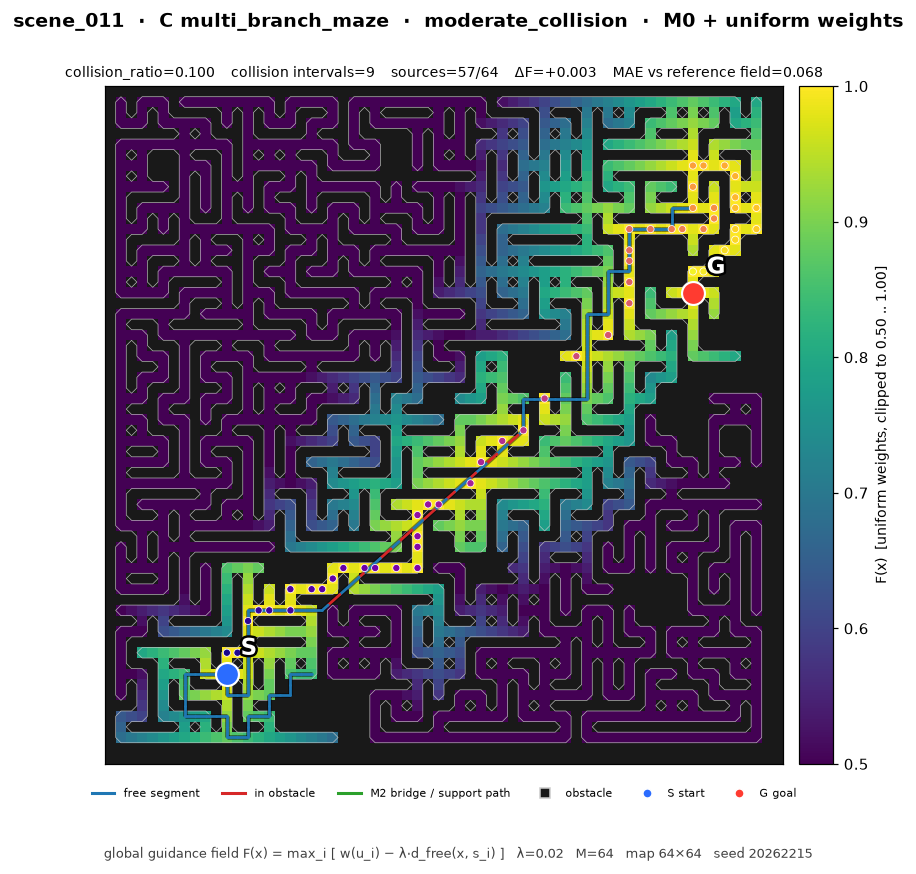 scene_011 · C multi_branch_maze · moderate_collision · M0 + uniform weights
collision_ratio=0.100 collision intervals=9 sources=57/64 ΔF=+0.003 MAE vs reference field=0.068
1.0
0.9
0.8
0.7
0.6
0.5
F(x) [uniform weights, clipped to 0.50 .. 1.00]
G
S
free segment
in obstacle
M2 bridge / support path
obstacle
S start
G goal
global guidance field F(x) = max_i [ w(u_i) − λ·d_free(x, s_i) ] λ=0.02 M=64 map 64×64 seed 20262215